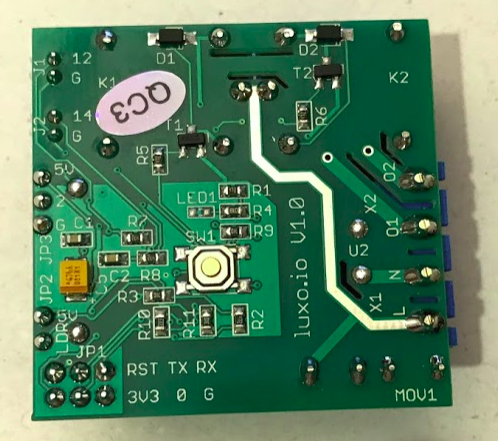 D1
D2
J1
12
G
K1
T2
K2
QC3
J2
14
G
T1
R6
R5
5V
O2
LED1
R1
R4
R9
X2
O1
2
G
C3
R7
SW1
U2
JP3
R8
C2
N
JP2
R3
X1
L
luxo.io V1.0
R10
R11
R2
LDR
JP1
RST TX RX
3V3 0 G
MOV1